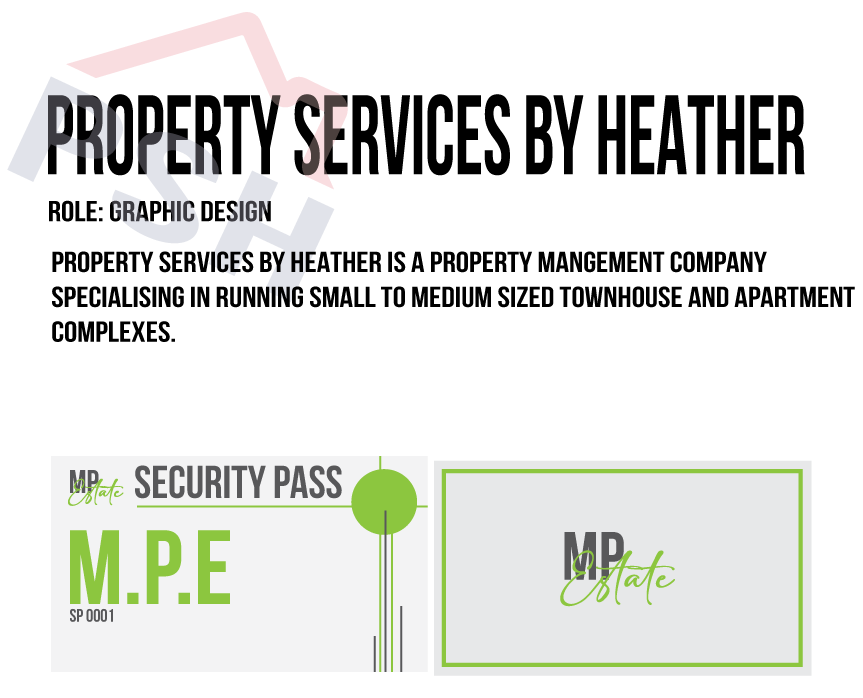 PSH
PROPERTY SERVICES BY HEATHER
ROLE: GRAPHIC DESIGN
PROPERTY SERVICES BY HEATHER IS A PROPERTY MANGEMENT COMPANY
SPECIALISING IN RUNNING SMALL TO MEDIUM SIZED TOWNHOUSE AND APARTMENT
COMPLEXES.
MP Estate SECURITY PASS
M.P.E
SP 0001
MP
Estate